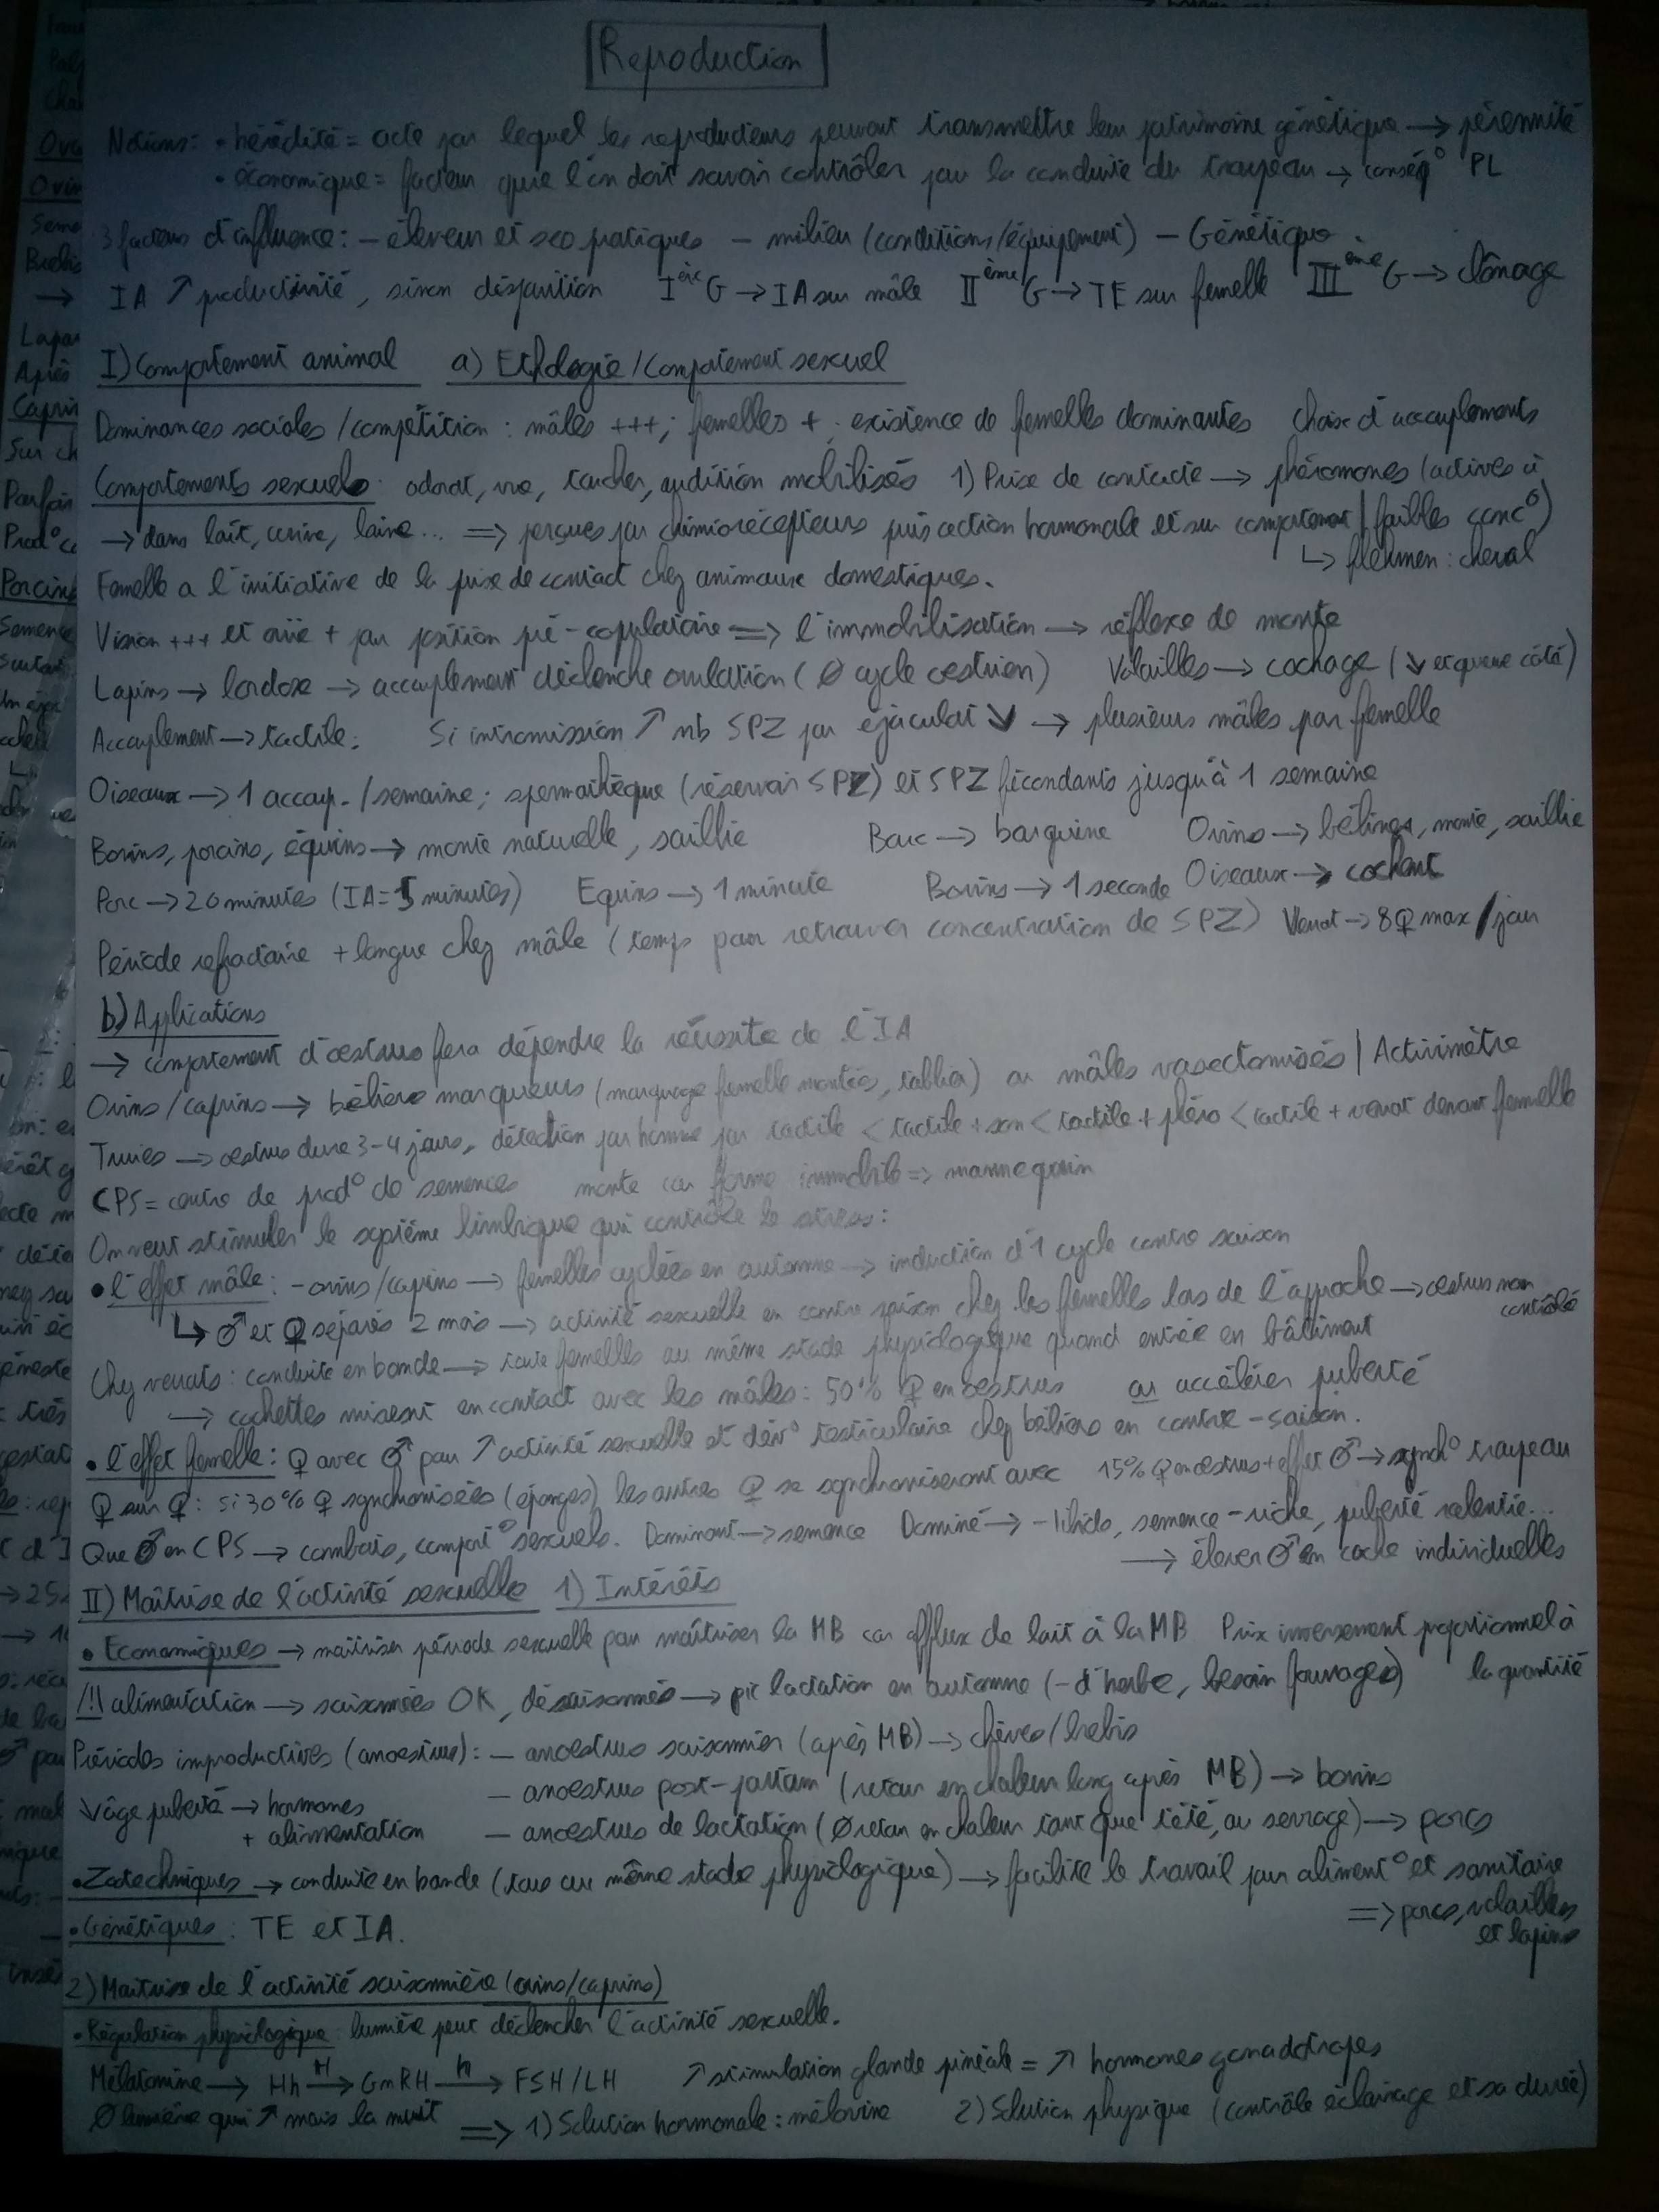 Reproduction
Notions: • hérédité = acte par lequel les reproducteurs peuvent transmettre leur patrimoine génétique → pérennité
• économique = facteur que l'on doit savoir contrôler par la conduite du troupeau → conséq° PL
3 facteurs d'influence : - éleveur et ses pratiques - milieu (conditions/équipement) - Génétique
→ IA ↗ productivité, sinon disparition Ière G → IA sur mâle IIème G → TE sur femelle IIIème G → clônage
I) Comportement animal a) Ethologie/Comportement sexuel
Dominances sociales/compétition : mâles +++; femelles +; existence de femelles dominantes choix d'accouplements
Comportements sexuels : odorat, vue, toucher, audition mobilisés 1) Prise de contacte → phéromones (actives à
→ dans lait, urine, laine... ⇒ perçues par chimiorécepteurs puis action hormonale et sur comportement | faibles conc°)
↳ flehmen : cheval
Femelle a l'initiative de la prise de contact chez animaux domestiques.
Vision +++ et ouïe + par position pré-copulatoire ⇒ l'immobilisation → réflexe de monte
Lapins → lordose → accouplement déclenche ovulation (Ø cycle oestrien) Volailles → cochage (↘ et queue côté)
Accouplement → tactile. Si intromission ↗ nb SPZ par éjaculat ↘ → plusieurs mâles par femelle
Oiseaux → 1 accoup./semaine; spermathèque (réservoir SPZ) et SPZ fécondants jusqu'à 1 semaine
Bovins, porcins, équins → monte naturelle, saillie Bouc → bouquine Ovins → bélinage, monte, saillie
Porc → 20 minutes (IA = 5 minutes) Equins → 1 minute Bovins → 1 seconde Oiseaux → cochent
Période refractaire + longue chez mâle (temps pour retrouver concentration de SPZ) Verrat → 8♀ max/jour
b) Applications
→ comportement d'oestrus fera dépendre la réussite de l'IA
Ovins/caprins → béliers marqueurs (marquage femelle montées, tablier) ou mâles vasectomisés | Activimètre
Truies → oestrus dure 3-4 jours, détection par homme par tactile < tactile + son < tactile + phéro < tactile + verrat devant femelle
CPS = centre de prod° de semences monte car forme immobile ⇒ mannequin
On veut stimuler le système limbique qui contrôle le stress :
• l'effet mâle : - ovins/caprins → femelles cyclées en automne → induction d'1 cycle contre saison
↳ ♂ et ♀ séparés 2 mois → activité sexuelle en contre saison chez les femelles lors de l'approche → oestrus non contrôlé
Chez verrats : conduite en bande → toute femelles au même stade physiologique quand entrée en bâtiment
→ cochettes misent en contact avec les mâles : 50% ♀ en oestrus ou accélérer puberté
• l'effet femelle : ♀ avec ♂ pour ↗ activité sexuelle et dév° testiculaire chez béliers en contre-saison.
♀ sur ♀ : si 30% ♀ synchronisées (éponges) les autres ♀ se synchroniseront avec 15% ♀ en oestrus + effet ♂ → synch° troupeau
Que ♂ en CPS → combats, comport° sexuels. Dominant → semence Dominé → - libido, semence - riche, puberté ralentie...
→ élever ♂ en cache individuelles
II) Maîtrise de l'activité sexuelle 1) Intérêts
• Economiques → maîtriser période sexuelle pour maîtriser la MB car afflux de lait à la MB Prix inversement proportionnel à
la quantité
/!\ alimentation → saisonnées OK, désaisonnés → pic lactation en automne (- d'herbe, besoin fourrages)
Périodes improductives (anoestrus) : - anoestrus saisonnier (après MB) → chèvres/brebis
- anoestrus post-partum (retour en chaleur long après MB) → bovins
↘ âge puberté → hormones
+ alimentation
- anoestrus de lactation (Ø retour en chaleur tant que tété, ou sevrage) → porcs
• Zootechniques → conduite en bande (tous au même stade physiologique) → facilite le travail pour aliment° et sanitaire
⇒ porcs, volailles
et lapins
• Génétiques : TE et IA.
2) Maitrise de l'activité saisonnière (ovins/caprins)
• Régulation physiologique : lumière peut déclencher l'activité sexuelle.
Mélatonine → Hh H→ GnRH h→ FSH/LH ↗ stimulation glande pinéale = ↗ hormones gonadotropes
Ø lumière qui ↗ mais la nuit ⇒ 1) Solution hormonale : mélovine 2) Solution physique (contrôle éclairage et sa durée)